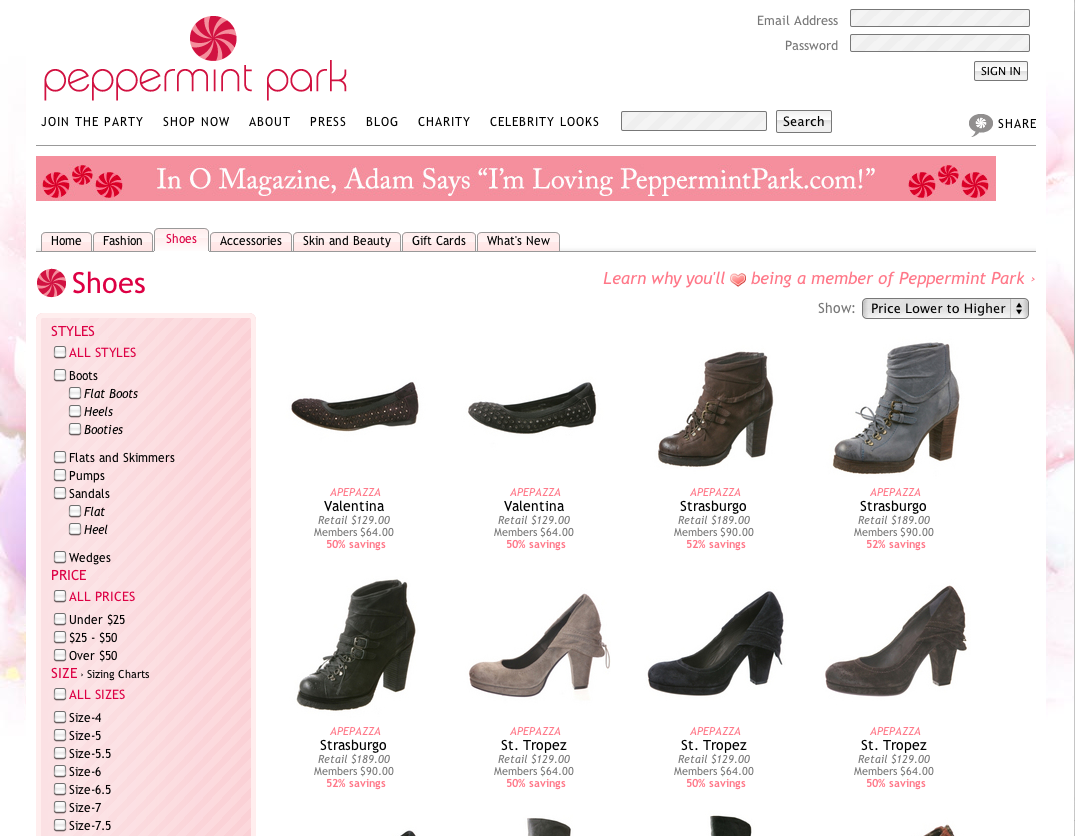 Email Address
Password
SIGN IN
peppermint park
JOIN THE PARTY SHOP NOW ABOUT PRESS BLOG CHARITY CELEBRITY LOOKS Search SHARE
In O Magazine, Adam Says “I’m Loving PeppermintPark.com!”
Home Fashion Shoes Accessories Skin and Beauty Gift Cards What's New
Shoes
Learn why you'll being a member of Peppermint Park ›
Show: Price Lower to Higher
STYLES
ALL STYLES
Boots
Flat Boots
Heels
Booties
Flats and Skimmers
Pumps
Sandals
Flat
Heel
Wedges
PRICE
ALL PRICES
Under $25
$25 - $50
Over $50
SIZE › Sizing Charts
ALL SIZES
Size-4
Size-5
Size-5.5
Size-6
Size-6.5
Size-7
Size-7.5
APEPAZZA
Valentina
Retail $129.00
Members $64.00
50% savings
APEPAZZA
Valentina
Retail $129.00
Members $64.00
50% savings
APEPAZZA
Strasburgo
Retail $189.00
Members $90.00
52% savings
APEPAZZA
Strasburgo
Retail $189.00
Members $90.00
52% savings
APEPAZZA
Strasburgo
Retail $189.00
Members $90.00
52% savings
APEPAZZA
St. Tropez
Retail $129.00
Members $64.00
50% savings
APEPAZZA
St. Tropez
Retail $129.00
Members $64.00
50% savings
APEPAZZA
St. Tropez
Retail $129.00
Members $64.00
50% savings